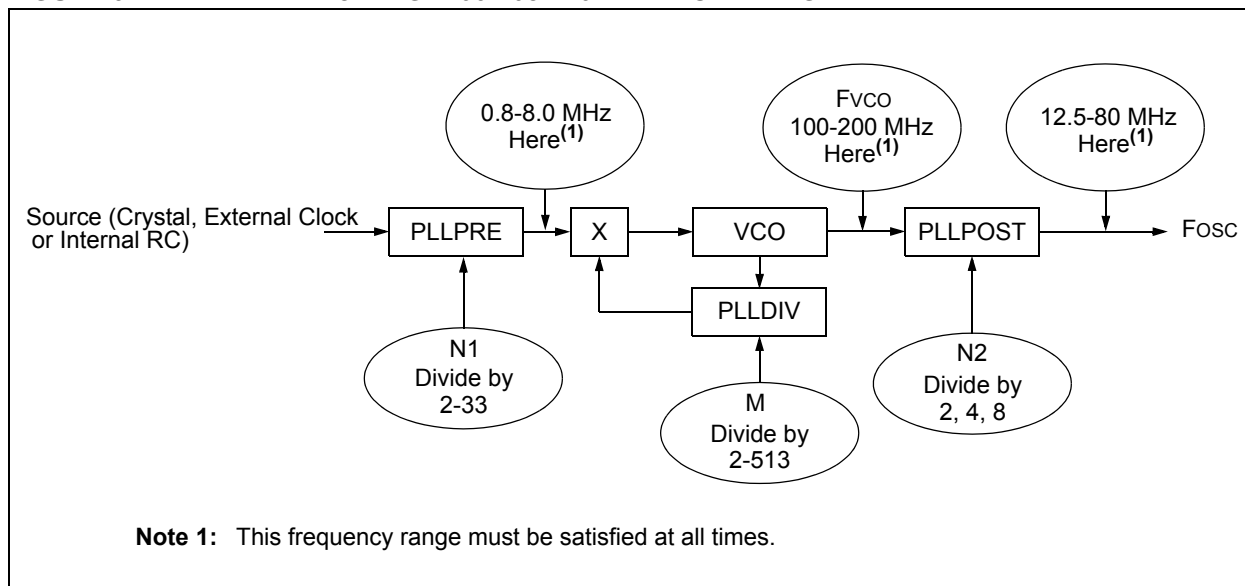 0.8-8.0 MHz
Here(1)
FVCO
100-200 MHz
Here(1)
12.5-80 MHz
Here(1)
Source (Crystal, External Clock
or Internal RC)
PLLPRE
X
VCO
PLLPOST
FOSC
PLLDIV
N1
Divide by
2-33
M
Divide by
2-513
N2
Divide by
2, 4, 8
Note 1: This frequency range must be satisfied at all times.